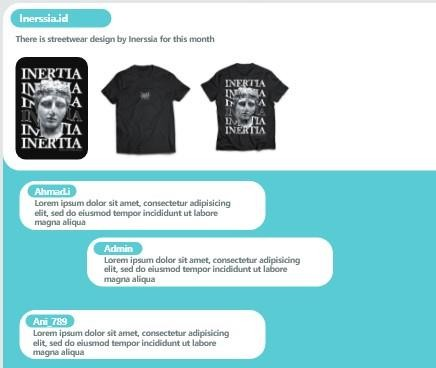 Inerssia.id
There is streetwear design by Inerssia for this month
INERTIA
INERTIA
INERTIA
INERTIA
INERTIA
INERTIA
INERTIA
Ahmad.i
Lorem ipsum dolor sit amet, consectetur adipisicing
elit, sed do eiusmod tempor incididunt ut labore
magna aliqua
Admin
Lorem ipsum dolor sit amet, consectetur adipisicing
elit, sed do eiusmod tempor incididunt ut labore
magna aliqua
Ani_789
Lorem ipsum dolor sit amet, consectetur adipisicing
elit, sed do eiusmod tempor incididunt ut labore
magna aliqua